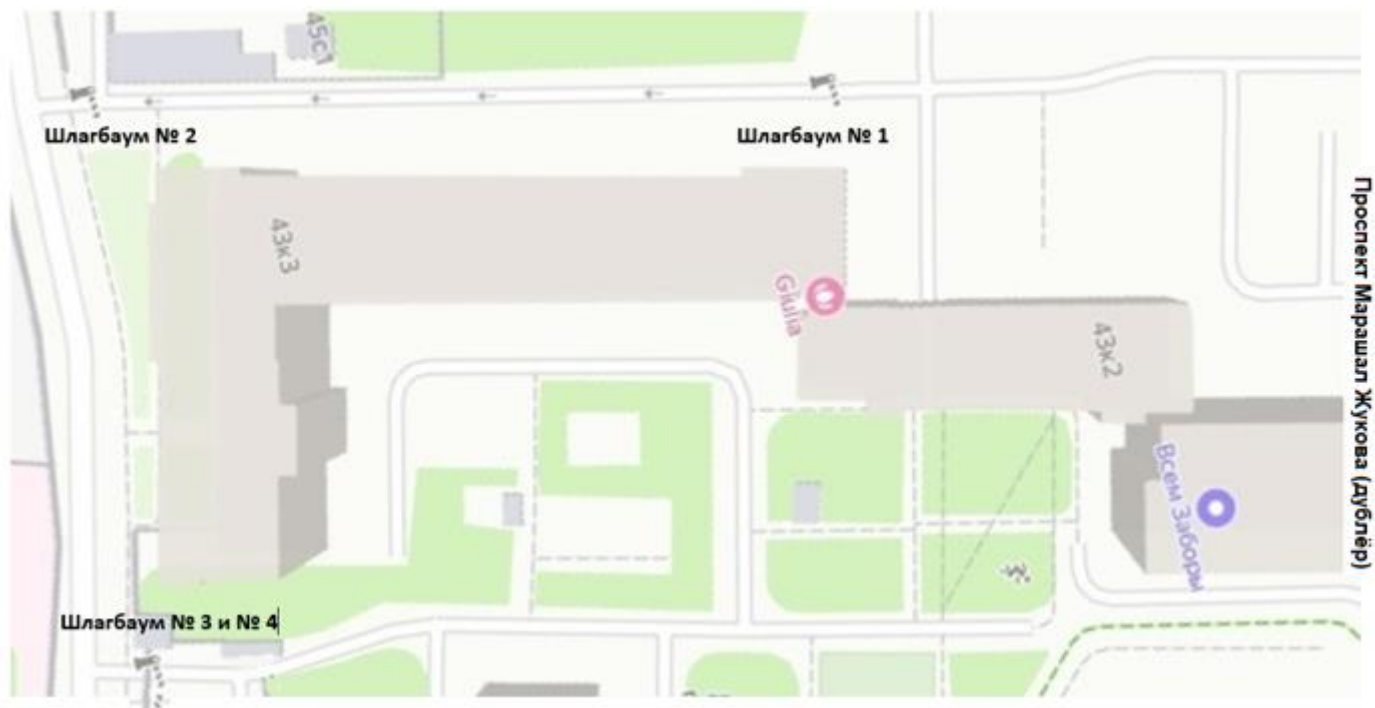 45с1
Шлагбаум № 2
Шлагбаум № 1
43к3
Giulia
43к2
Проспект Марашал Жукова (дублёр)
Всем Заборы
Шлагбаум № 3 и № 4